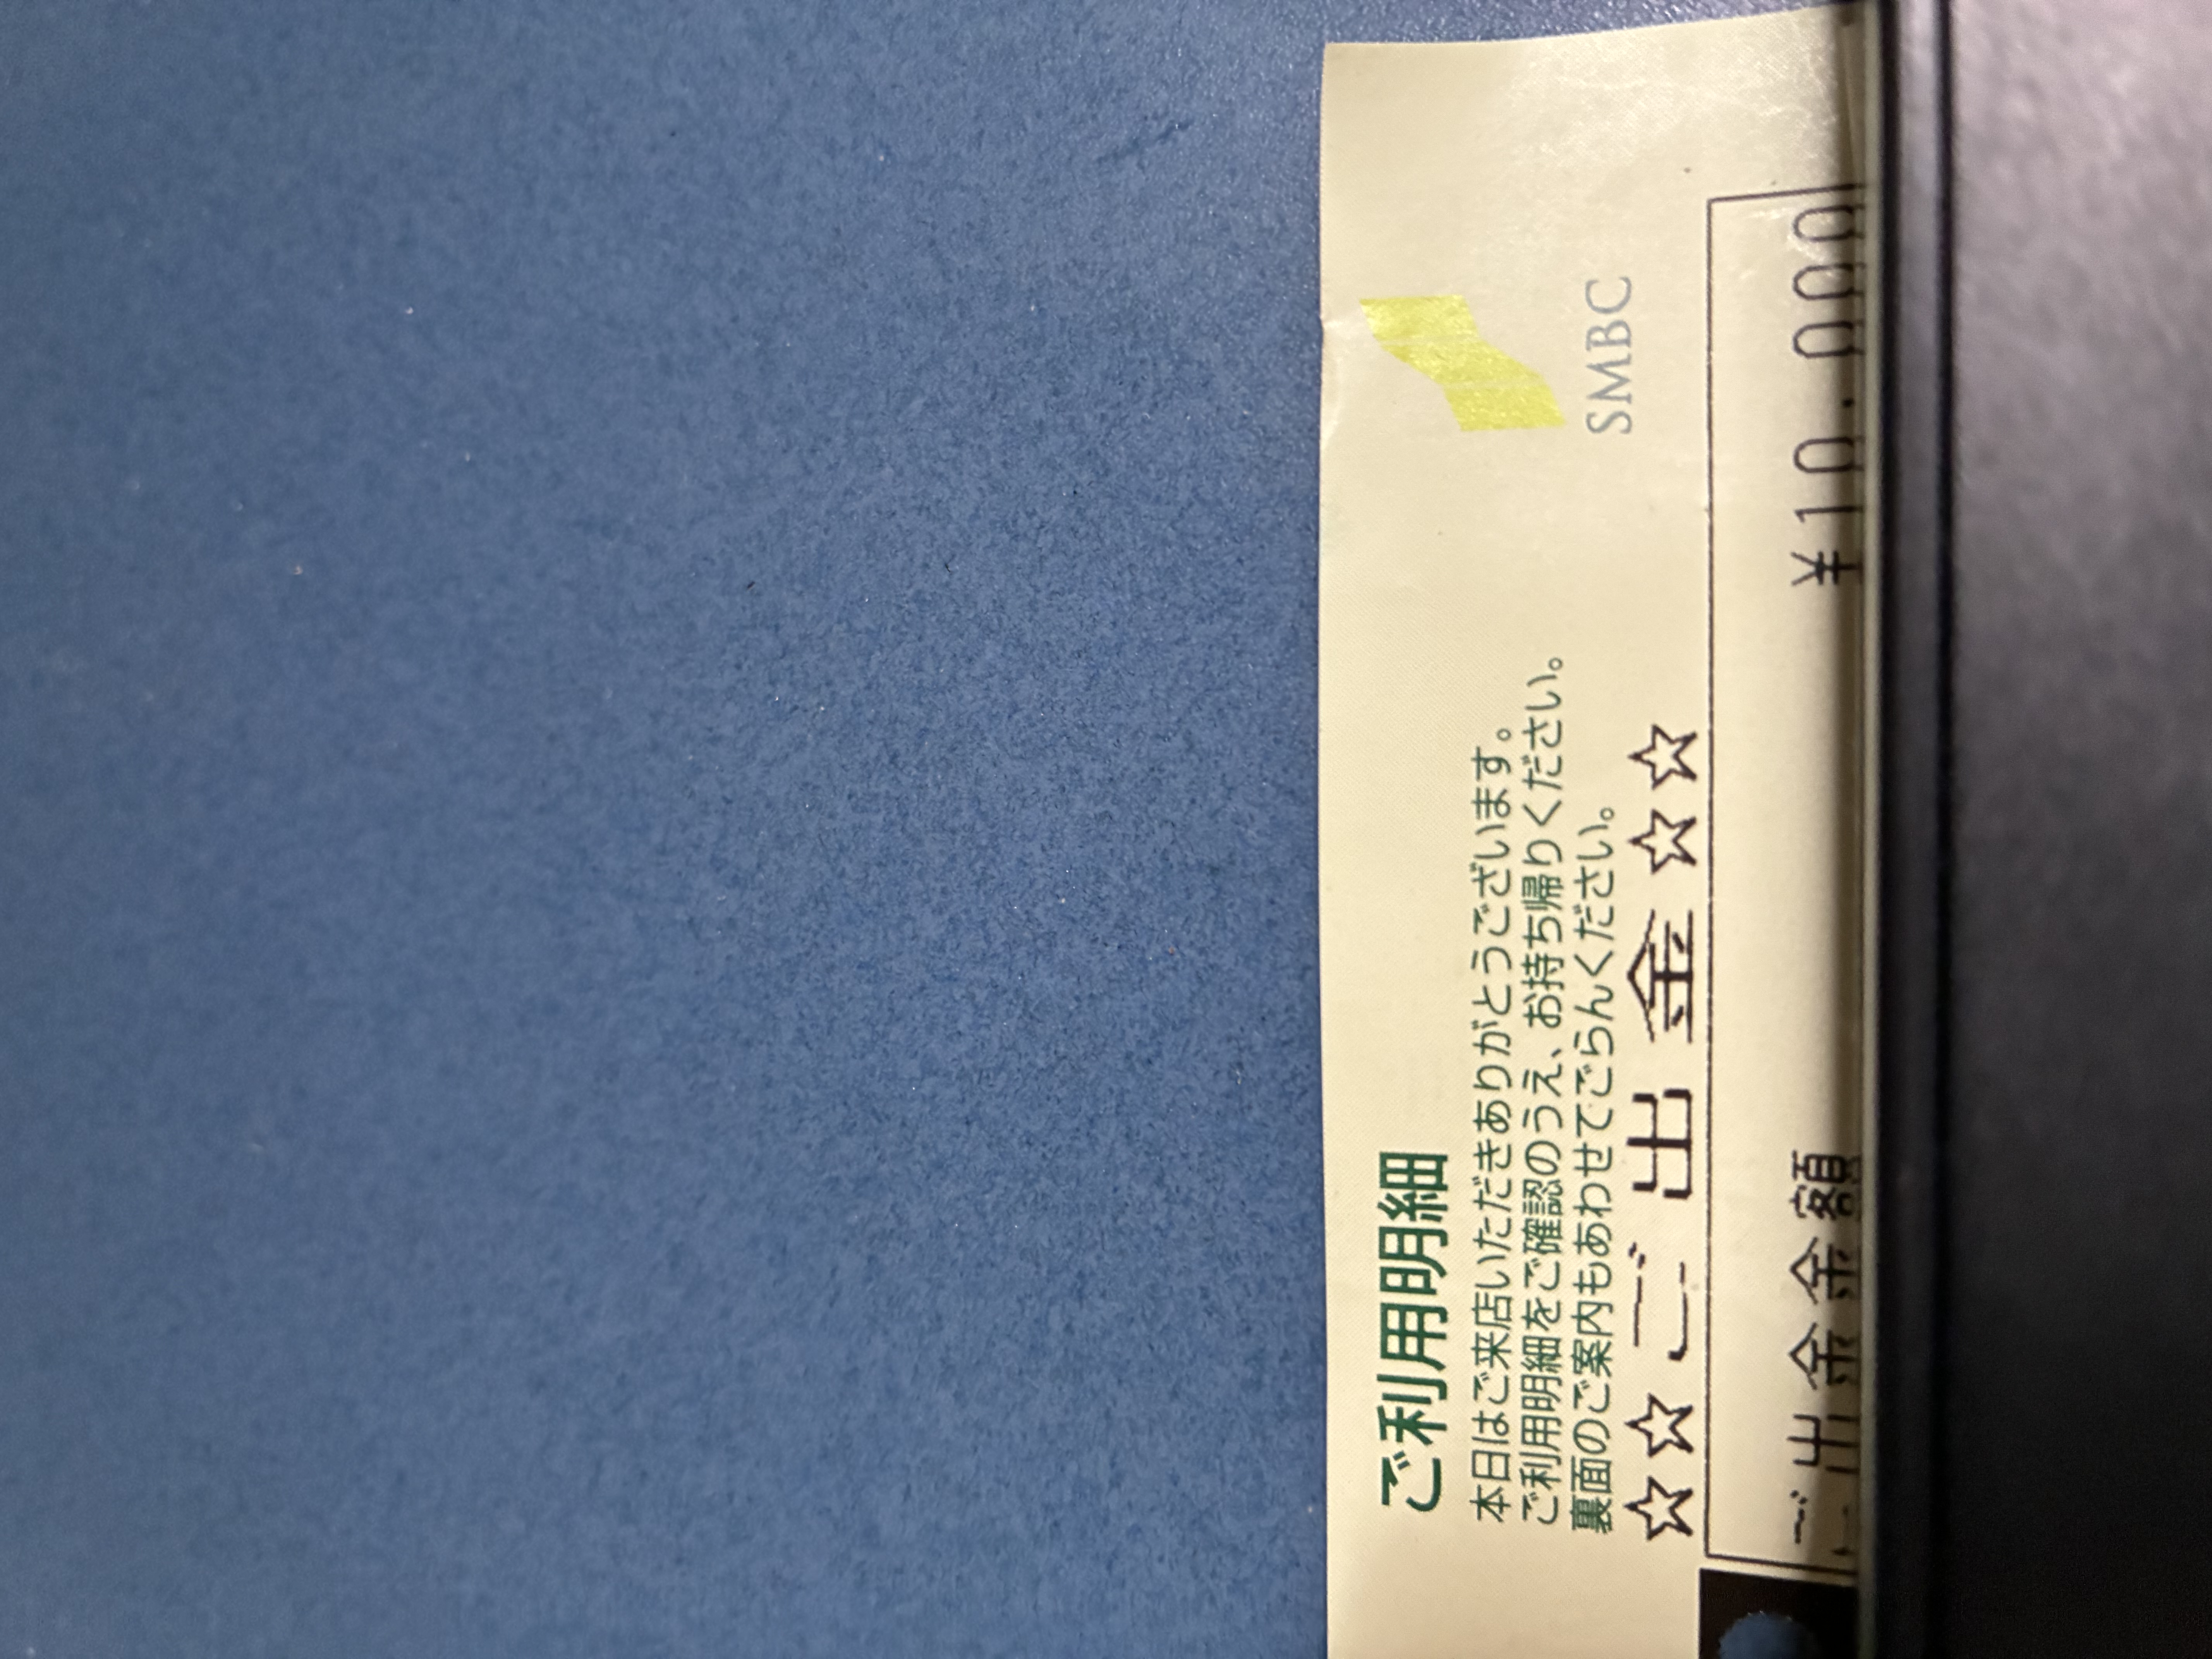 ご利用明細
SMBC
本日はご来店いただきありがとうございます。
ご利用明細をご確認のうえ、お持ち帰りください。
裏面のご案内もあわせてごらんください。
☆☆ご出金☆☆
ご出金金額 ¥10,000